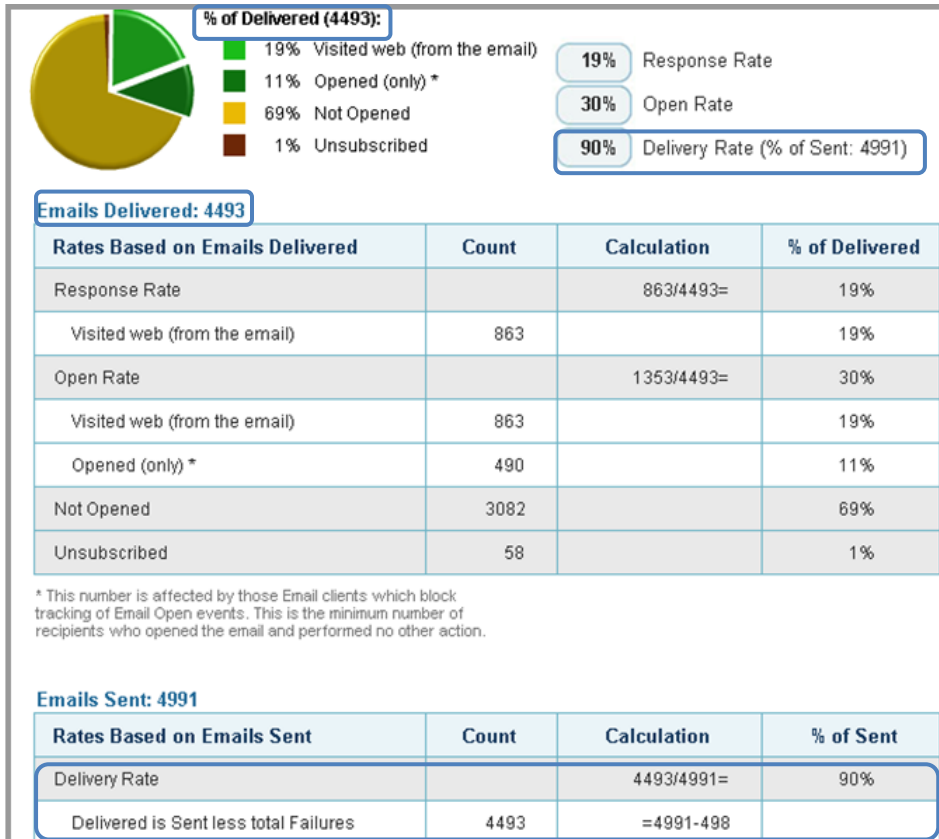 % of Delivered (4493):
19% Visited web (from the email)
11% Opened (only) *
69% Not Opened
1% Unsubscribed
19% Response Rate
30% Open Rate
90% Delivery Rate (% of Sent: 4991)
Emails Delivered: 4493
Rates Based on Emails Delivered Count Calculation % of Delivered
Response Rate 863/4493= 19%
Visited web (from the email) 863 19%
Open Rate 1353/4493= 30%
Visited web (from the email) 863 19%
Opened (only) * 490 11%
Not Opened 3082 69%
Unsubscribed 58 1%
* This number is affected by those Email clients which block
tracking of Email Open events. This is the minimum number of
recipients who opened the email and performed no other action.
Emails Sent: 4991
Rates Based on Emails Sent Count Calculation % of Sent
Delivery Rate 4493/4991= 90%
Delivered is Sent less total Failures 4493 =4991-498